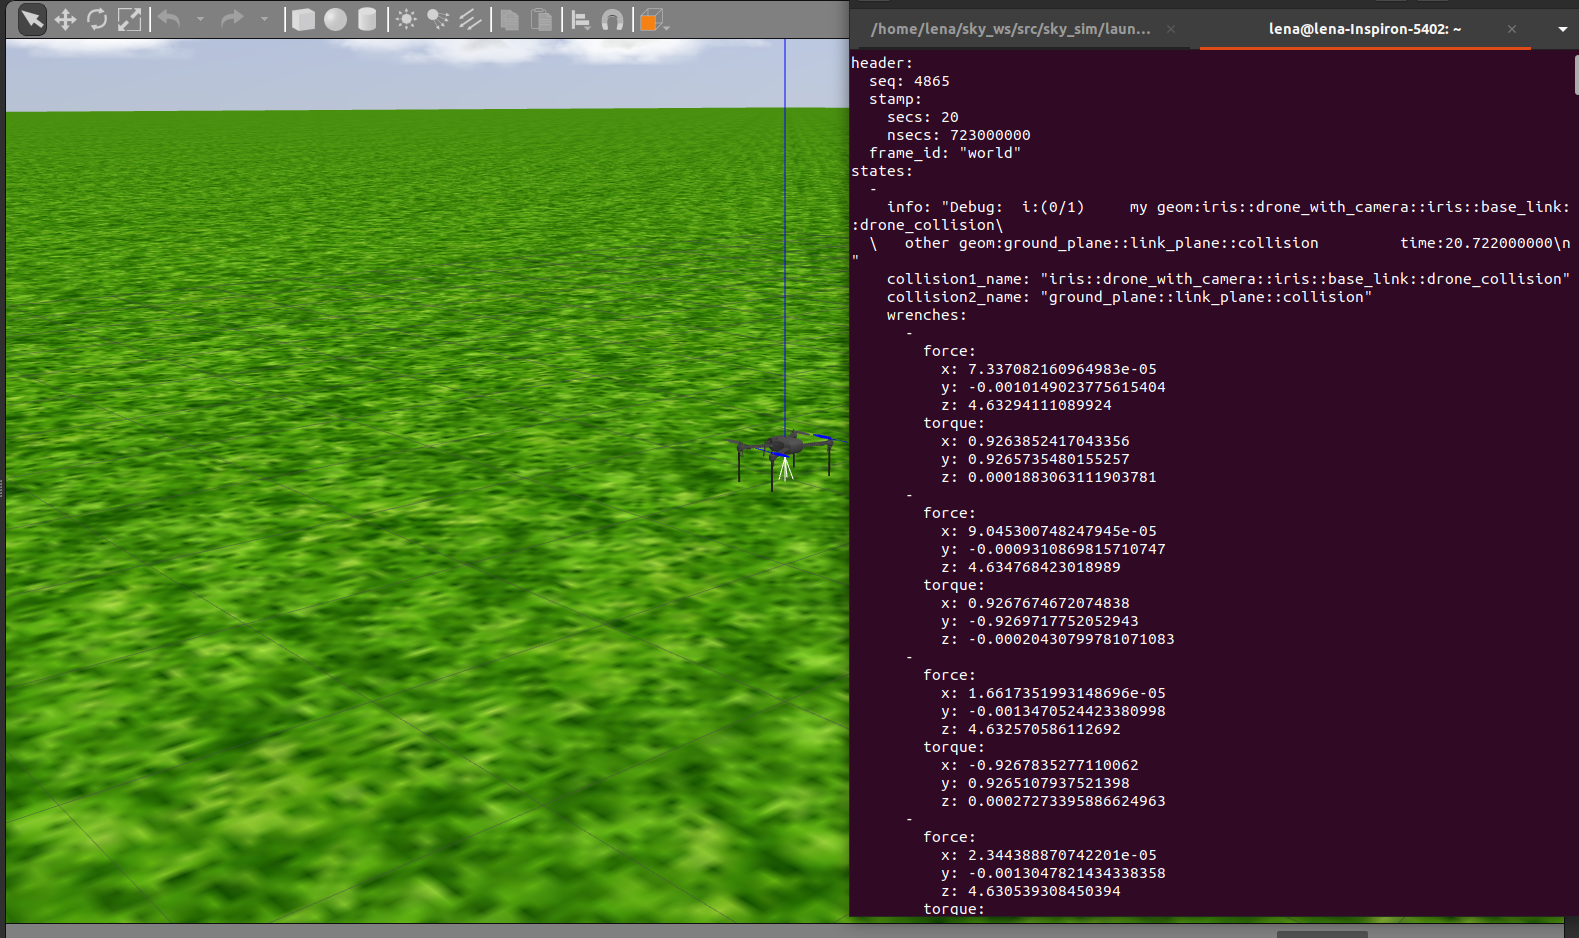 /home/lena/sky_ws/src/sky_sim/laun...
lena@lena-Inspiron-5402: ~
header:
  seq: 4865
  stamp:
    secs: 20
    nsecs: 723000000
  frame_id: "world"
states:
  -
    info: "Debug:  i:(0/1)     my geom:iris::drone_with_camera::iris::base_link:
:drone_collision\
  \   other geom:ground_plane::link_plane::collision         time:20.722000000\n
"
    collision1_name: "iris::drone_with_camera::iris::base_link::drone_collision"
    collision2_name: "ground_plane::link_plane::collision"
    wrenches:
      -
        force:
          x: 7.337082160964983e-05
          y: -0.0010149023775615404
          z: 4.63294111089924
        torque:
          x: 0.9263852417043356
          y: 0.9265735480155257
          z: 0.0001883063111903781
      -
        force:
          x: 9.045300748247945e-05
          y: -0.0009310869815710747
          z: 4.634768423018989
        torque:
          x: 0.9267674672074838
          y: -0.9269717752052943
          z: -0.00020430799781071083
      -
        force:
          x: 1.6617351993148696e-05
          y: -0.0013470524423380998
          z: 4.632570586112692
        torque:
          x: -0.9267835277110062
          y: 0.9265107937521398
          z: 0.00027273395886624963
      -
        force:
          x: 2.344388870742201e-05
          y: -0.0013047821434338358
          z: 4.630539308450394
        torque: